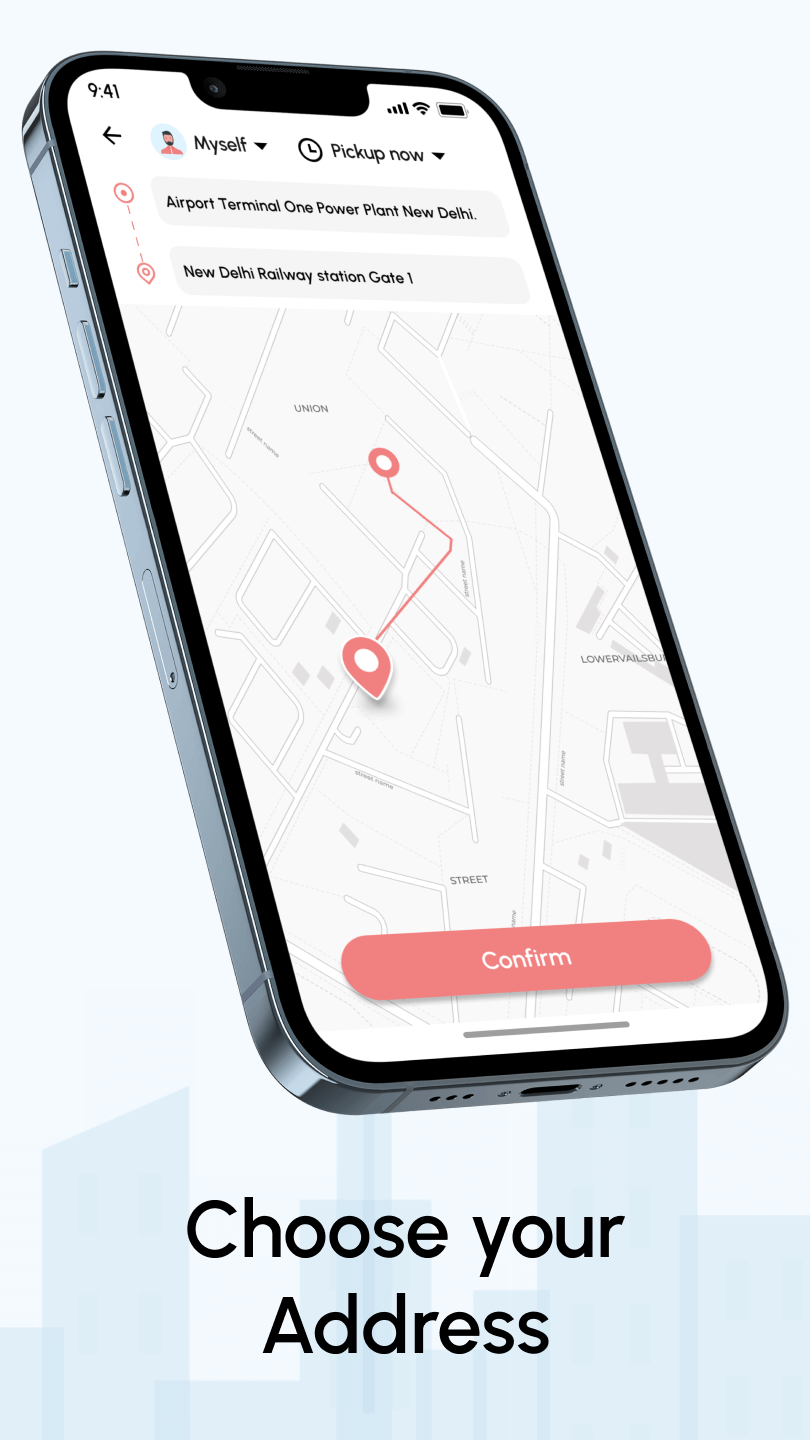 9:41
Myself
Pickup now
Airport Terminal One Power Plant New Delhi.
New Delhi Railway station Gate 1
UNION
street name
street name
LOWERVAILSBU
street name
street name
STREET
name
Confirm
Choose your
Address